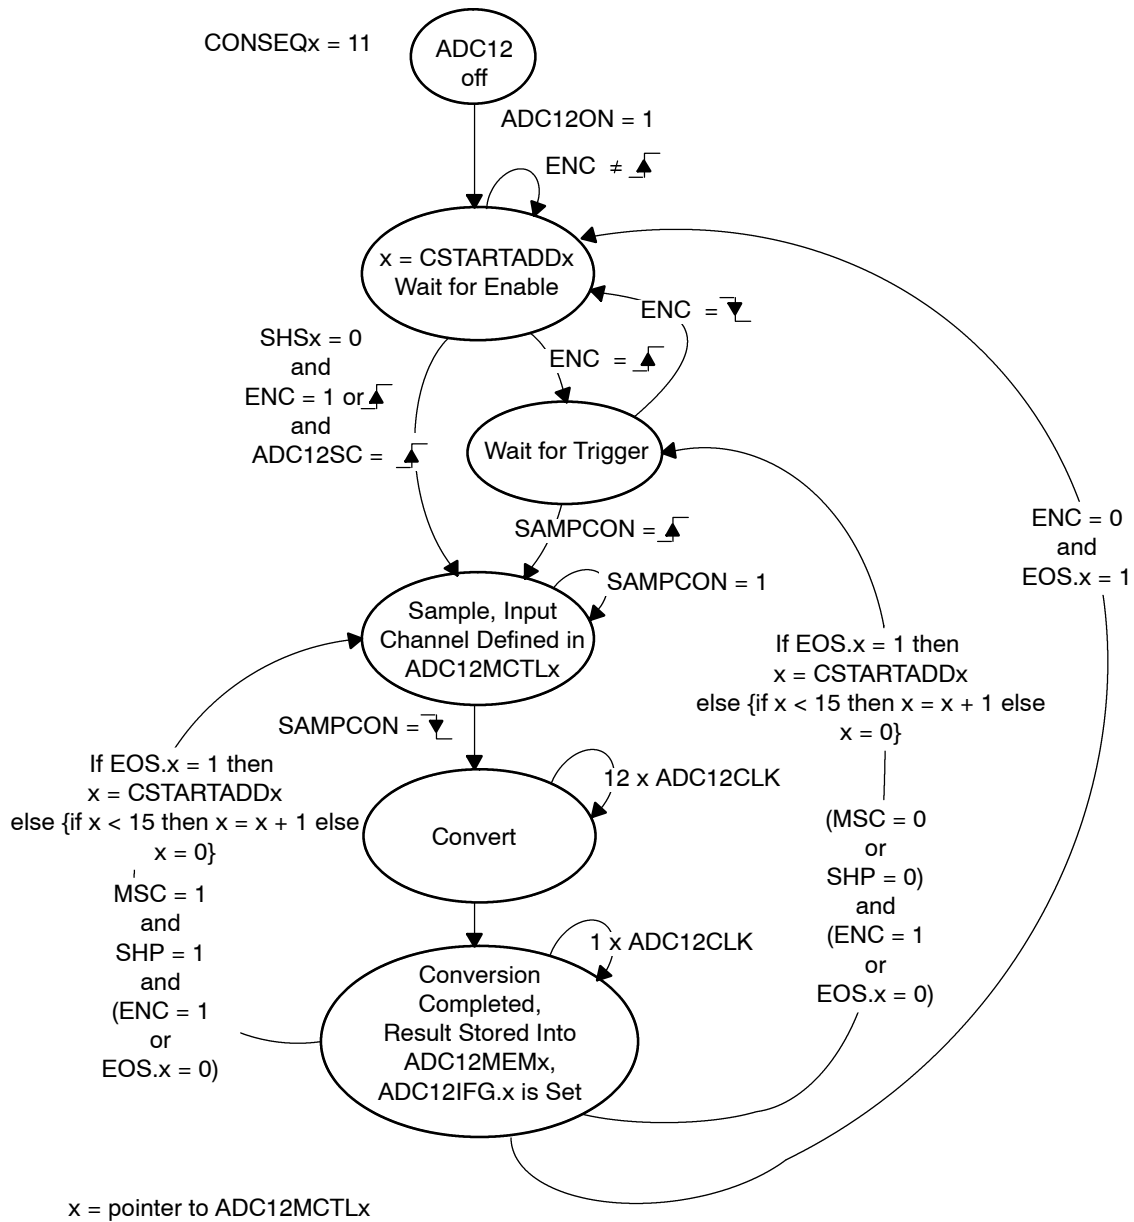 CONSEQx = 11
ADC12
off
ADC12ON = 1
ENC ≠
x = CSTARTADDx
Wait for Enable
ENC =
SHSx = 0
and
ENC = 1 or
and
ADC12SC =
ENC =
Wait for Trigger
SAMPCON =
ENC = 0
and
EOS.x = 1
SAMPCON = 1
Sample, Input
Channel Defined in
ADC12MCTLx
If EOS.x = 1 then
x = CSTARTADDx
else {if x < 15 then x = x + 1 else
x = 0}
SAMPCON =
If EOS.x = 1 then
x = CSTARTADDx
else {if x < 15 then x = x + 1 else
x = 0}
12 x ADC12CLK
Convert
(MSC = 0
or
SHP = 0)
and
(ENC = 1
or
EOS.x = 0)
MSC = 1
and
SHP = 1
and
(ENC = 1
or
EOS.x = 0)
1 x ADC12CLK
Conversion
Completed,
Result Stored Into
ADC12MEMx,
ADC12IFG.x is Set
x = pointer to ADC12MCTLx